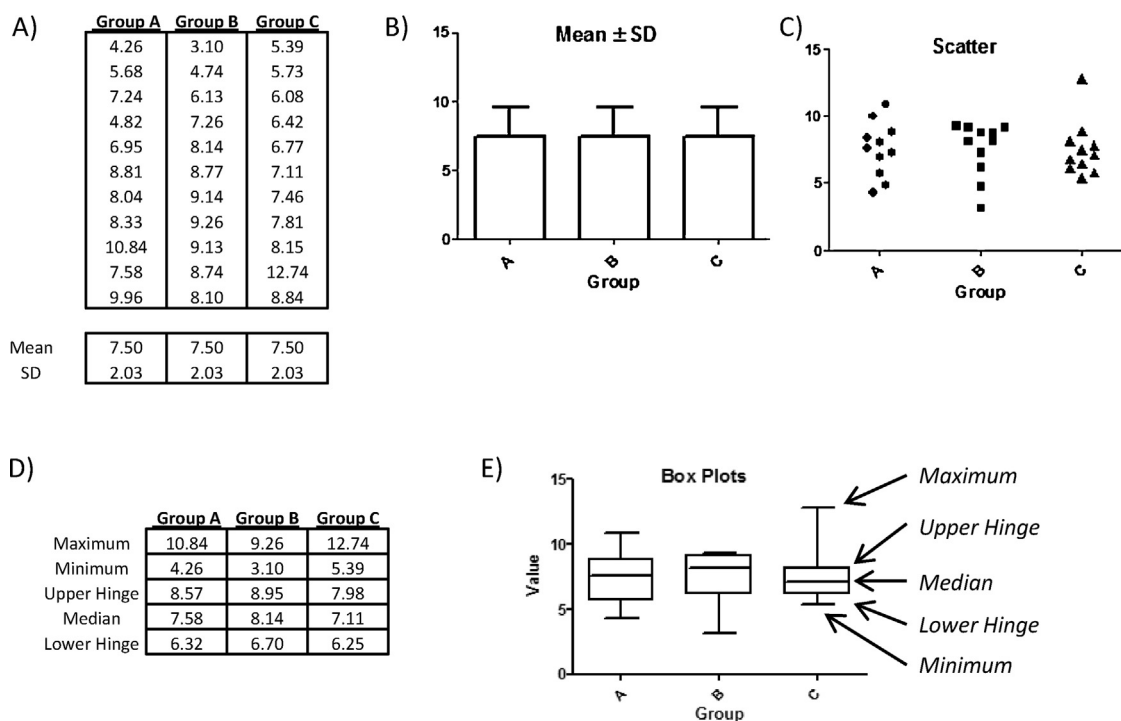 A)
Group A Group B Group C
4.26 3.10 5.39
5.68 4.74 5.73
7.24 6.13 6.08
4.82 7.26 6.42
6.95 8.14 6.77
8.81 8.77 7.11
8.04 9.14 7.46
8.33 9.26 7.81
10.84 9.13 8.15
7.58 8.74 12.74
9.96 8.10 8.84
Mean 7.50 7.50 7.50
SD 2.03 2.03 2.03
B)
Mean ± SD
15
10
5
0
A B C
Group
C)
Scatter
15
10
5
0
A B C
Group
D)
Group A Group B Group C
Maximum 10.84 9.26 12.74
Minimum 4.26 3.10 5.39
Upper Hinge 8.57 8.95 7.98
Median 7.58 8.14 7.11
Lower Hinge 6.32 6.70 6.25
E)
Box Plots
Value
15
10
5
0
A B C
Group
Maximum
Upper Hinge
Median
Lower Hinge
Minimum